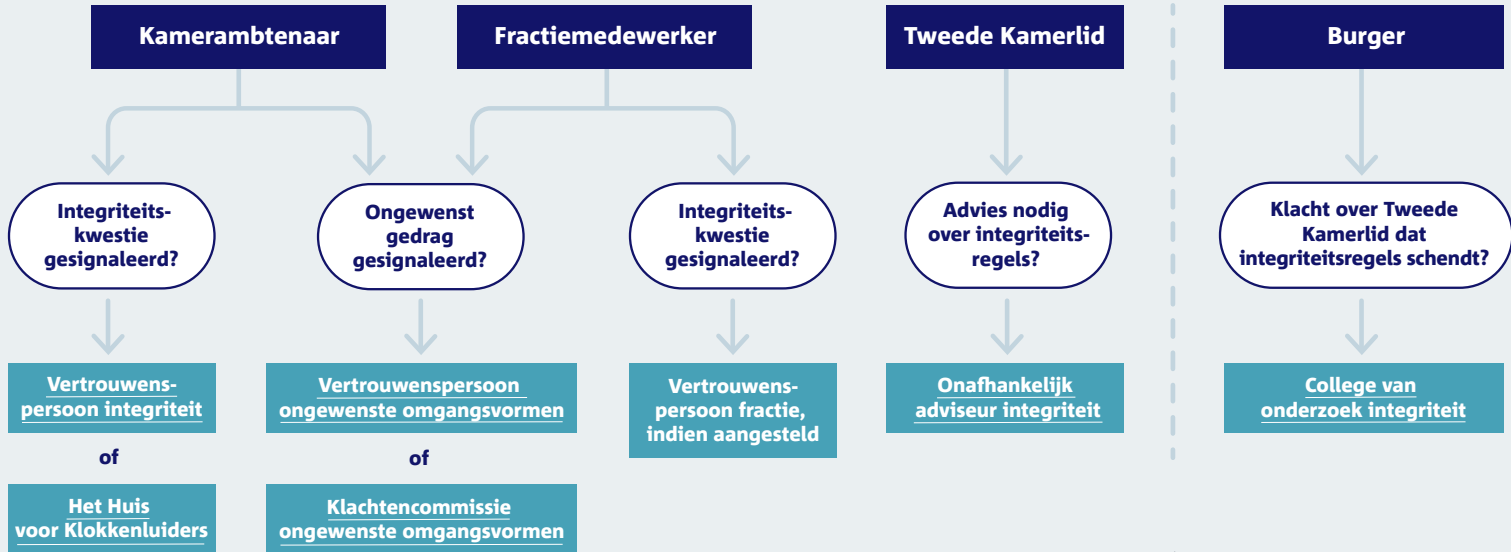 Kamerambtenaar
Fractiemedewerker
Tweede Kamerlid
Burger
Integriteits-
kwestie
gesignaleerd?
Ongewenst
gedrag
gesignaleerd?
Integriteits-
kwestie
gesignaleerd?
Advies nodig
over integriteits-
regels?
Klacht over Tweede
Kamerlid dat
integriteitsregels schendt?
Vertrouwens-
persoon integriteit
of
Het Huis
voor Klokkenluiders
Vertrouwenspersoon
ongewenste omgangsvormen
of
Klachtencommissie
ongewenste omgangsvormen
Vertrouwens-
persoon fractie,
indien aangesteld
Onafhankelijk
adviseur integriteit
College van
onderzoek integriteit